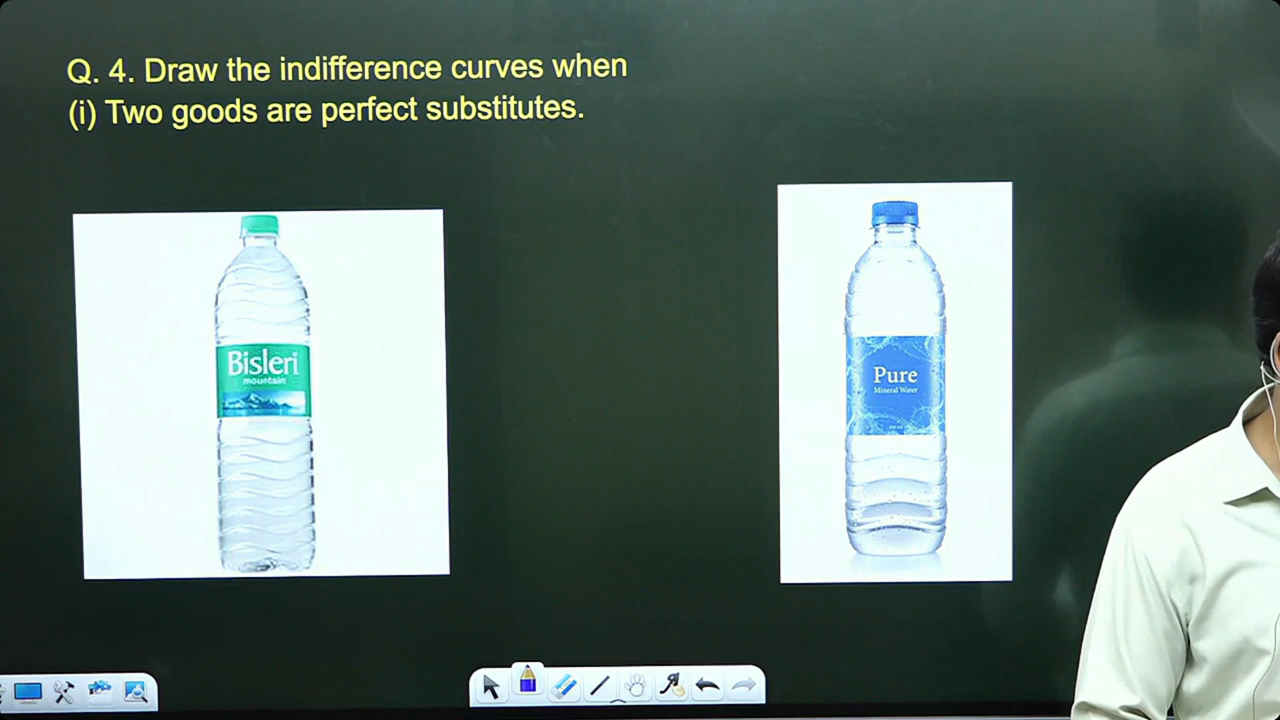 Q. 4. Draw the indifference curves when
(i) Two goods are perfect substitutes.
Bisleri
mountain
Pure
Mineral Water